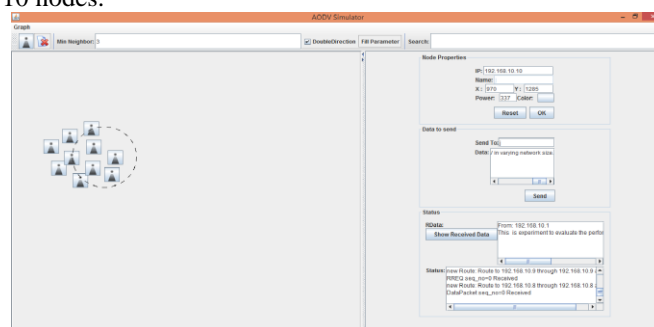 10 nodes.
AODV Simulator
Graph
Min Neighbor: 3
DoubleDirection Fill Parameter Search:
Node Properties
IP: 192.168.10.10
Name:
X: 970 Y: 1285
Power: 337 Color:
Reset OK
Data to send
Send To:
Data: r in varying network size.
Send
Status
RData: From: 192.168.10.1
Show Received Data This is experiment to evaluate the perfor
Status: new Route: Route to 192.168.10.9 through 192.168.10.9
RREQ seq_no=0 Received
new Route: Route to 192.168.10.8 through 192.168.10.8
DataPacket seq_no=0 Received